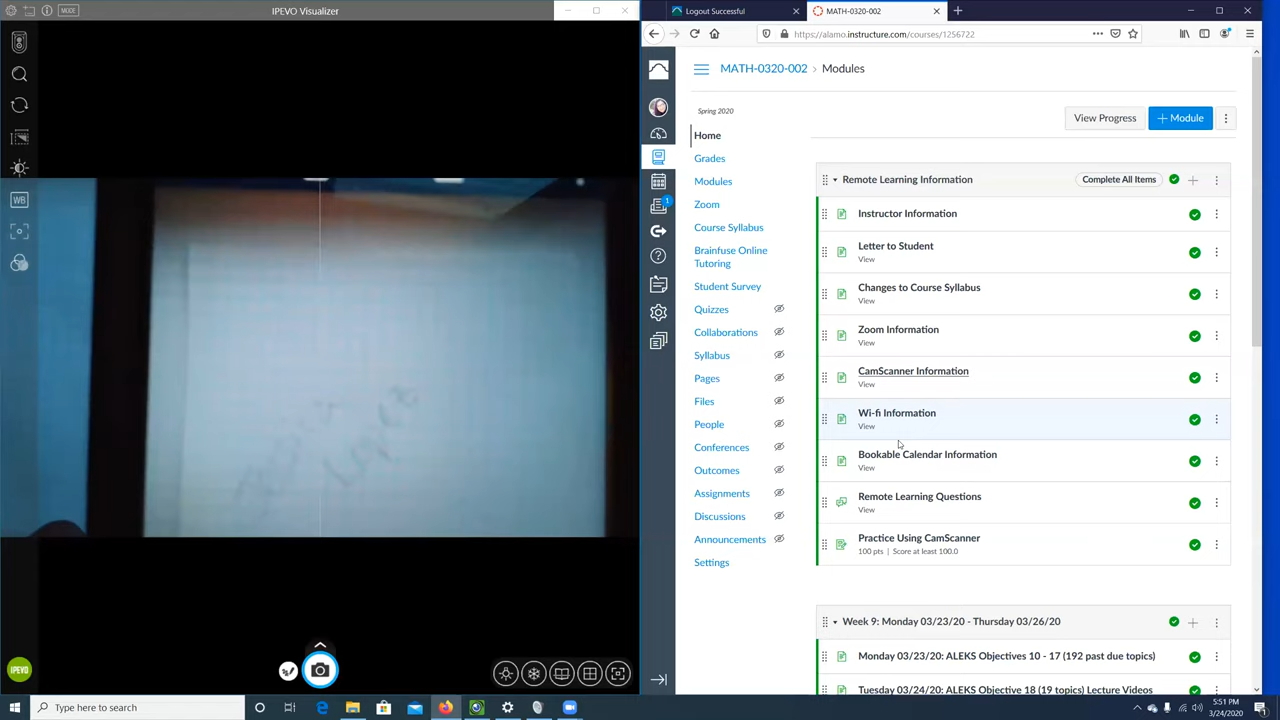 MODE
IPEVO Visualizer
WB
IPEVO
Logout Successful
MATH-0320-002
https://alamo.instructure.com/courses/1256722
MATH-0320-002 > Modules
1
Spring 2020
Home
Grades
Modules
Zoom
Course Syllabus
Brainfuse Online
Tutoring
Student Survey
Quizzes
Collaborations
Syllabus
Pages
Files
People
Conferences
Outcomes
Assignments
Discussions
Announcements
Settings
View Progress
+ Module
Remote Learning Information
Complete All Items
Instructor Information
Letter to Student
View
Changes to Course Syllabus
View
Zoom Information
View
CamScanner Information
View
Wi-fi Information
View
Bookable Calendar Information
View
Remote Learning Questions
View
Practice Using CamScanner
100 pts | Score at least 100.0
Week 9: Monday 03/23/20 - Thursday 03/26/20
Monday 03/23/20: ALEKS Objectives 10 - 17 (192 past due topics)
Tuesday 03/24/20: ALEKS Objective 18 (19 topics) Lecture Videos
Type here to search
5:51 PM
3/24/2020